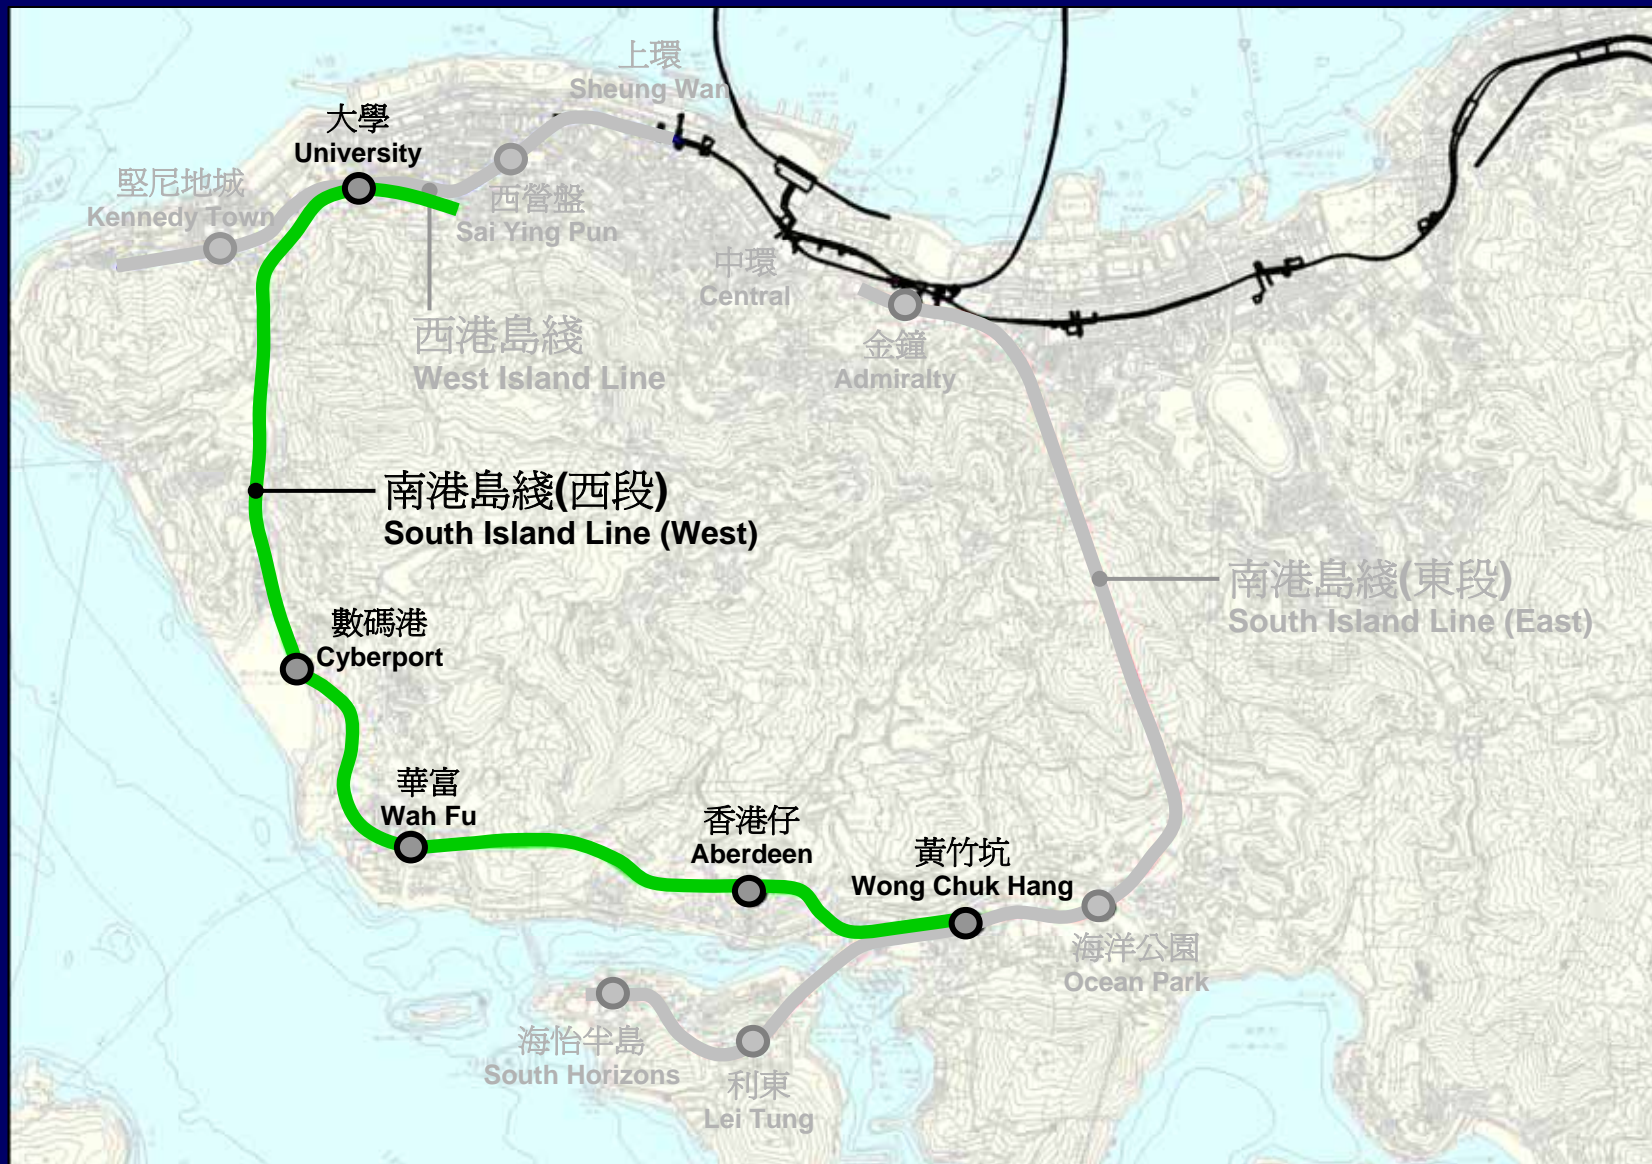 上環
Sheung Wan
大學
University
堅尼地城
Kennedy Town
西營盤
Sai Ying Pun
中環
Central
西港島綫
West Island Line
金鐘
Admiralty
南港島綫(西段)
South Island Line (West)
南港島綫(東段)
South Island Line (East)
數碼港
Cyberport
華富
Wah Fu
香港仔
Aberdeen
黃竹坑
Wong Chuk Hang
海洋公園
Ocean Park
海怡半島
South Horizons
利東
Lei Tung